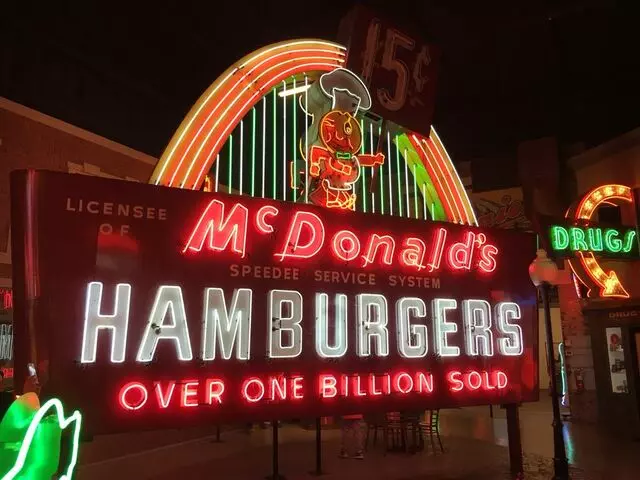 15¢
LICENSEE
OF
McDonald's
SPEEDEE SERVICE SYSTEM
HAMBURGERS
OVER ONE BILLION SOLD
DRUGS